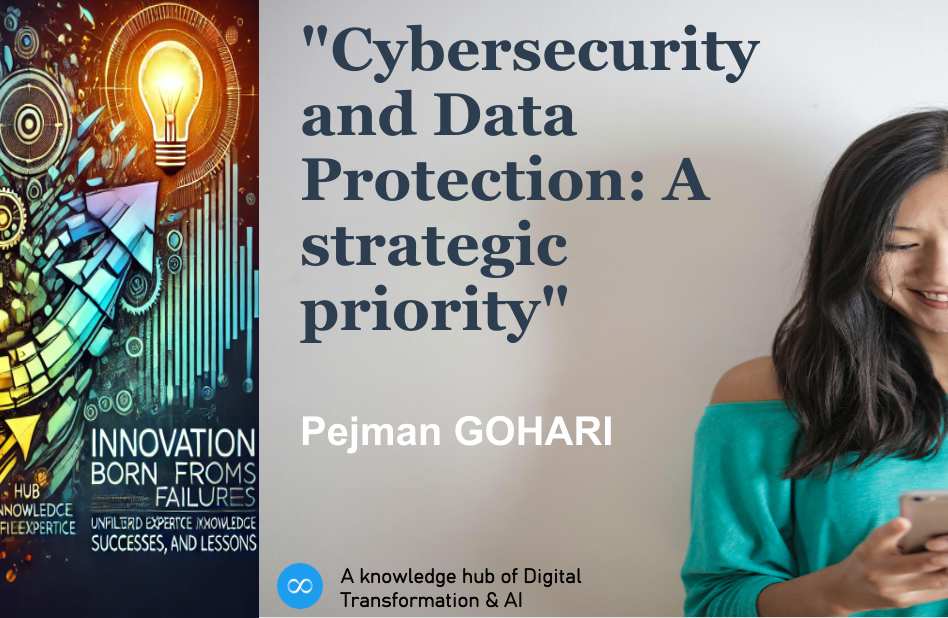 "Cybersecurity
and Data
Protection: A
strategic
priority"
Pejman GOHARI
A knowledge hub of Digital
Transformation & AI
INNOVATION
BORN FROMS
FAILURES
SUCCESSES, AND LESSONS
HUB